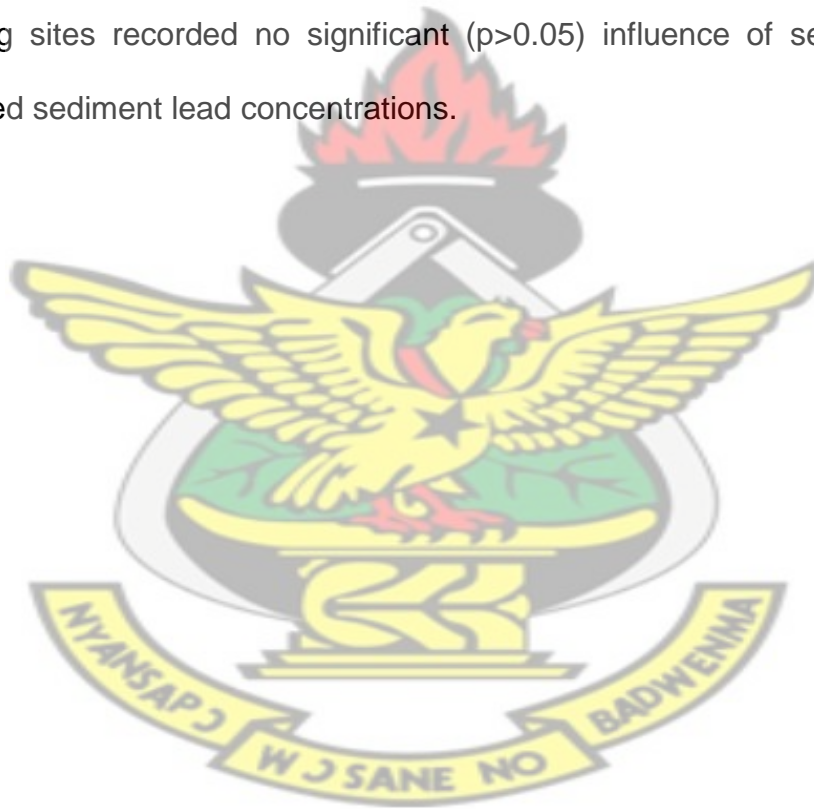 g sites recorded no significant (p>0.05) influence of se
ed sediment lead concentrations.
NYANSAPƆ
WƆSANE NO
BADWENMA